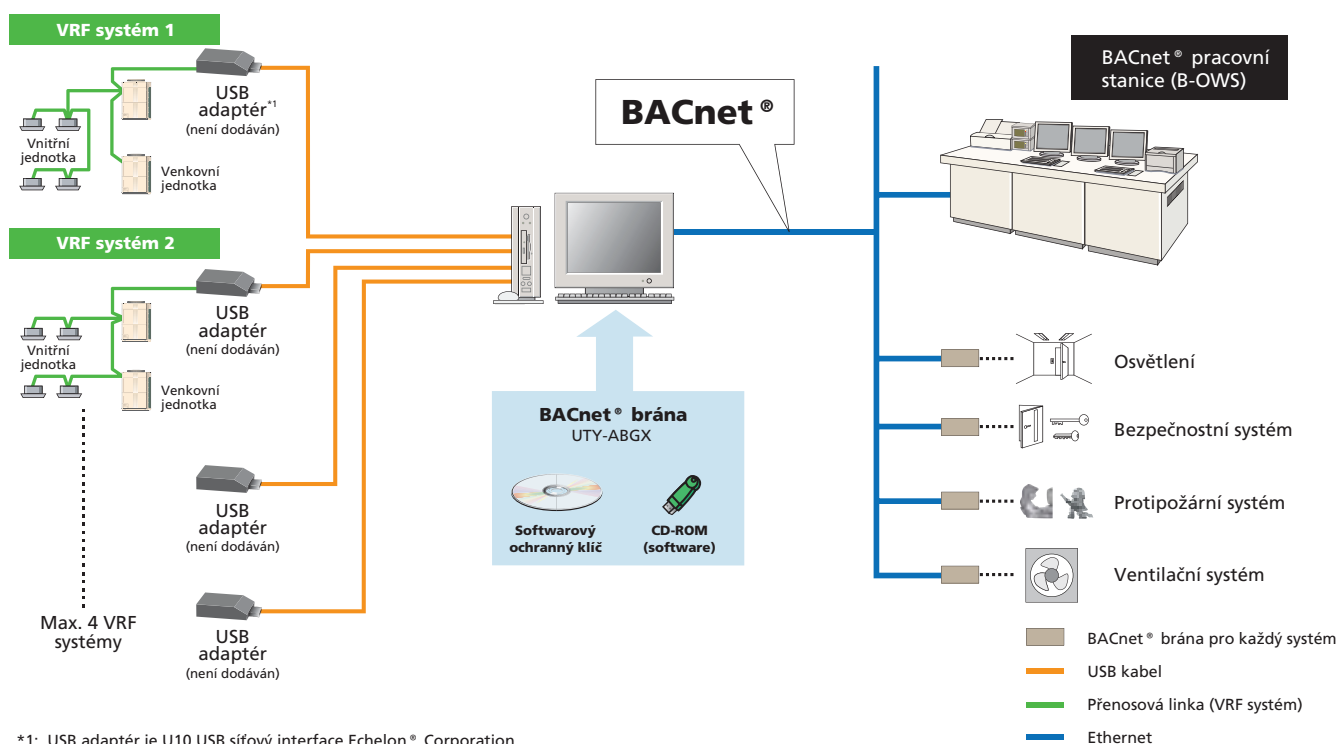 VRF systém 1
USB
adaptér*1
(není dodáván)
Vnitřní
jednotka
Venkovní
jednotka
VRF systém 2
USB
adaptér
(není dodáván)
Vnitřní
jednotka
Venkovní
jednotka
USB
adaptér
(není dodáván)
USB
adaptér
(není dodáván)
Max. 4 VRF
systémy
BACnet®
BACnet® brána
UTY-ABGX
Softwarový
ochranný klíč
CD-ROM
(software)
BACnet® pracovní
stanice (B-OWS)
Osvětlení
Bezpečnostní systém
Protipožární systém
Ventilační systém
BACnet® brána pro každý systém
USB kabel
Přenosová linka (VRF systém)
Ethernet
*1: USB adaptér je U10 USB síťový interface Echelon® Corporation